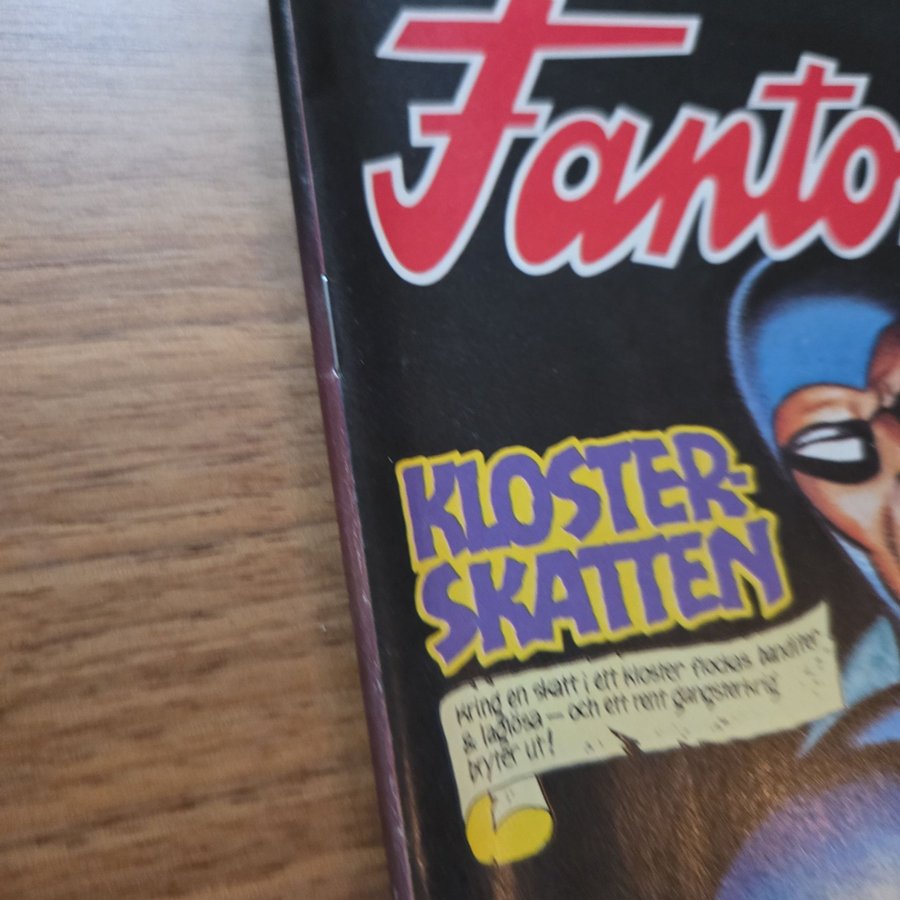 Fanto
KLOSTER-
SKATTEN
Kring en skatt i ett kloster flockas banditer
& laglösa — och ett rent gangsterkrig
bryter ut!